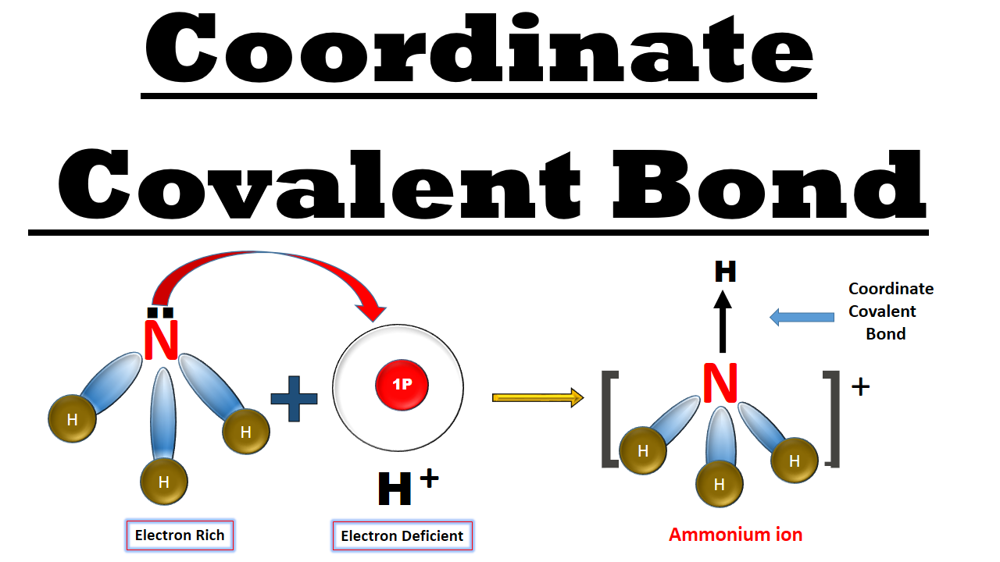 Coordinate
Covalent Bond
N
H
H
H
1P
H+
Electron Rich
Electron Deficient
H
N
[
]
+
H
H
H
Coordinate
Covalent
Bond
Ammonium ion